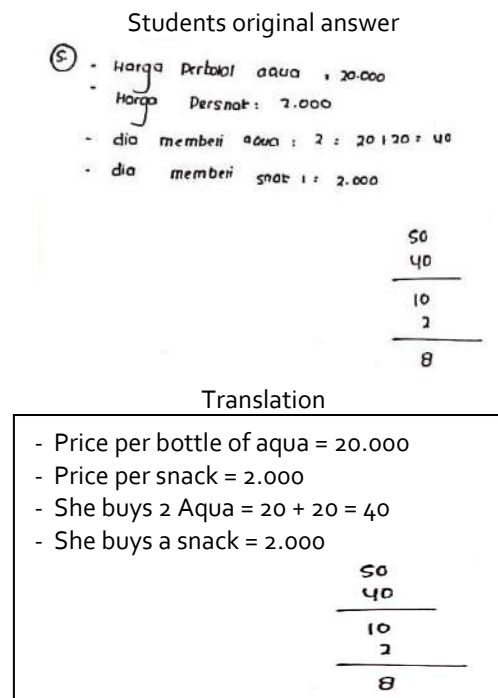 Students original answer
5. - Harga Perbotol aqua : 20.000
- Harga Persnak : 2.000
- dia memberi aqua : 2 = 20+20 = 40
- dia memberi snak 1 = 2.000
50
40
10
2
8
Translation
- Price per bottle of aqua = 20.000
- Price per snack = 2.000
- She buys 2 Aqua = 20 + 20 = 40
- She buys a snack = 2.000
50
40
10
2
8